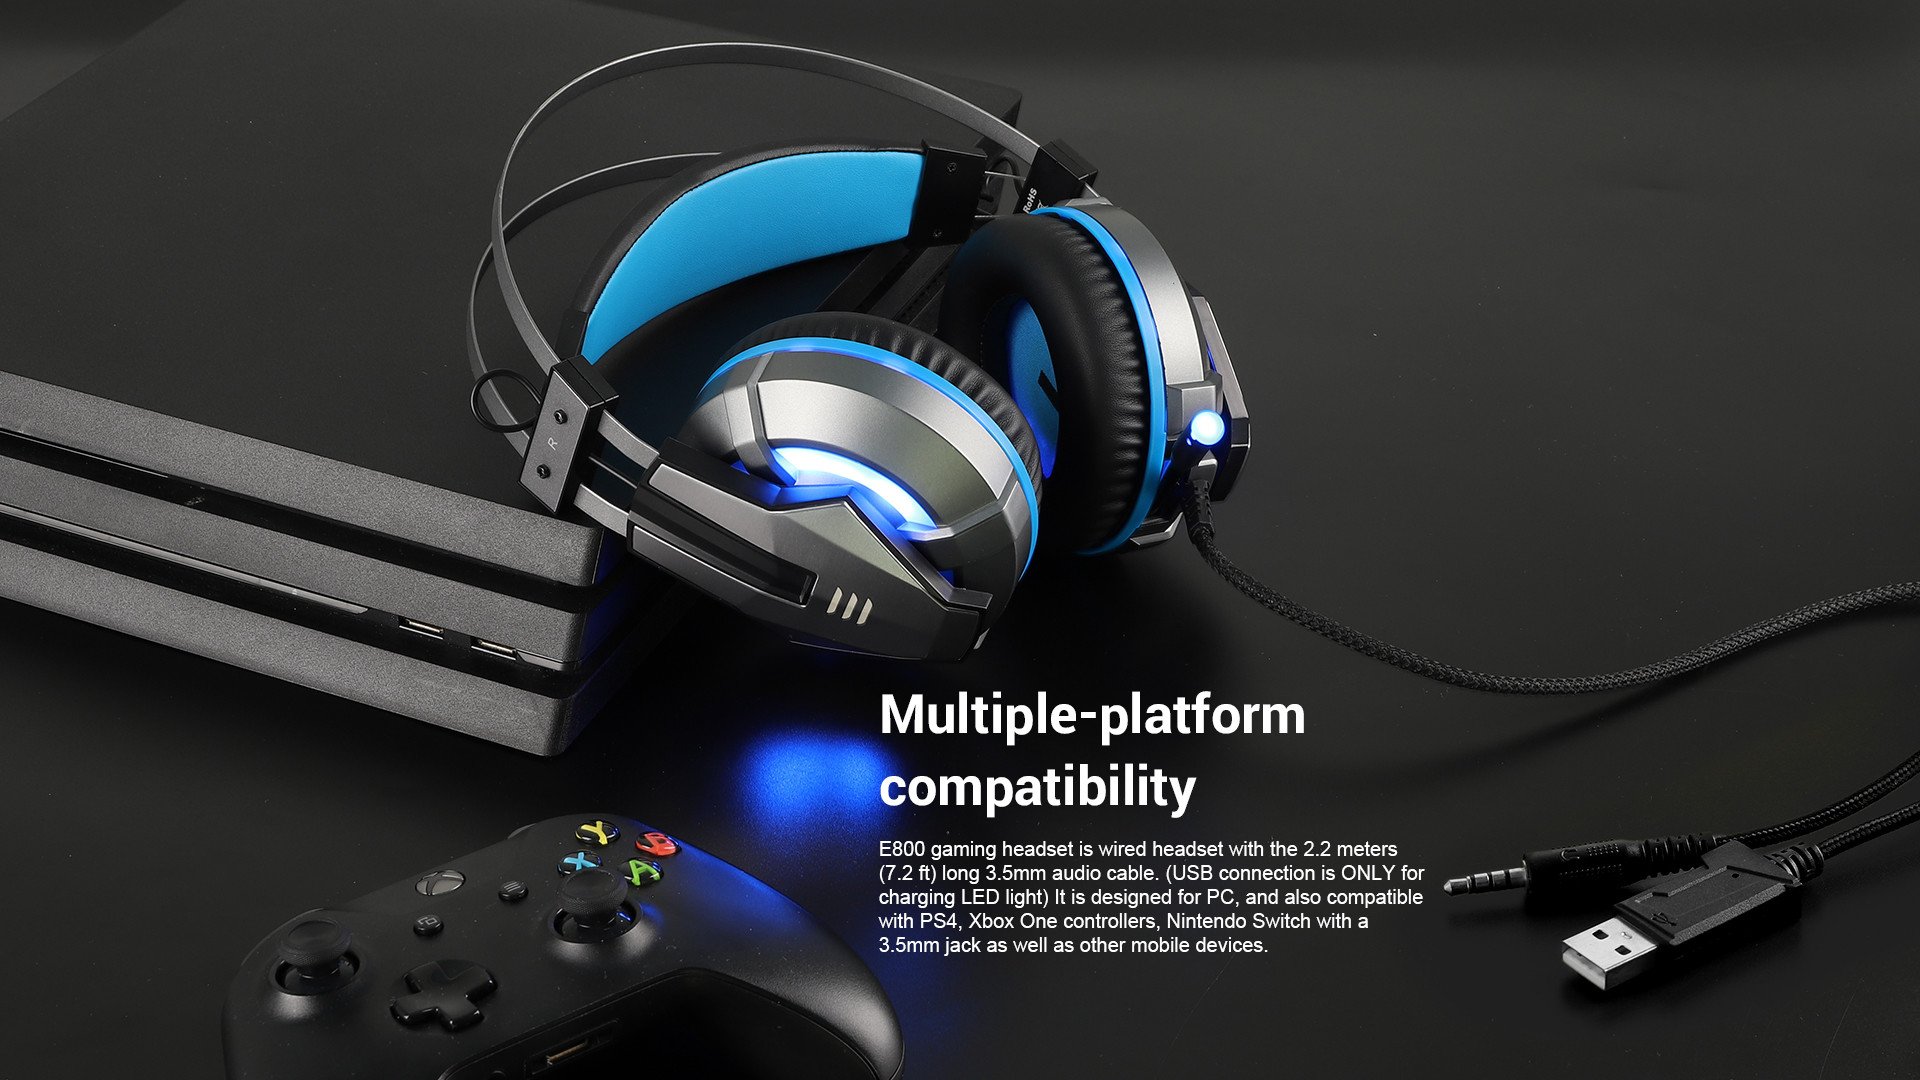 RoHS
R
Multiple-platform
compatibility
Y
B
X
A
E800 gaming headset is wired headset with the 2.2 meters
(7.2 ft) long 3.5mm audio cable. (USB connection is ONLY for
charging LED light) It is designed for PC, and also compatible
with PS4, Xbox One controllers, Nintendo Switch with a
3.5mm jack as well as other mobile devices.